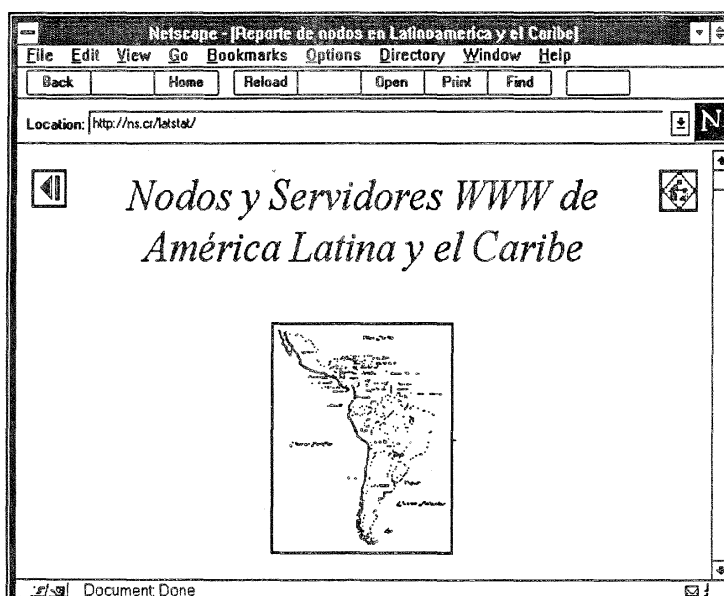 Netscape - [Reporte de nodos en Latinoamerica y el Caribe]
File Edit View Go Bookmarks Options Directory Window Help
Back Home Reload Open Print Find
Location: http://ns.cr/latstat/
N
Nodos y Servidores WWW de
América Latina y el Caribe
Document: Done